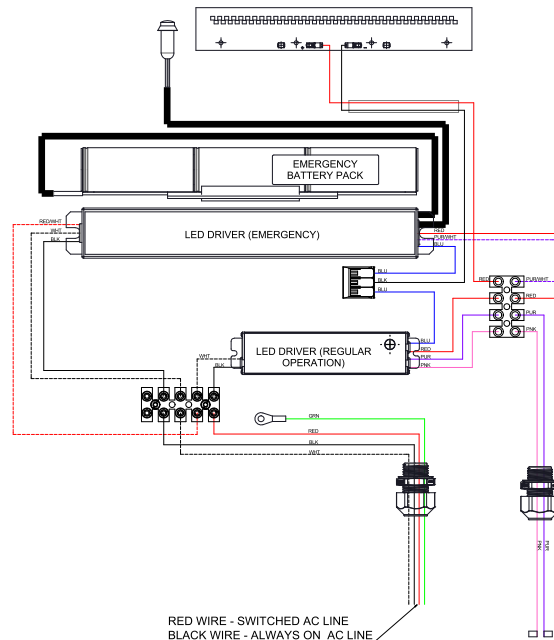 +
-
EMERGENCY
BATTERY PACK
RED/WHT
WHT
BLK
LED DRIVER (EMERGENCY)
RED
PUR/WHT
BLU
BLU
BLK
BLU
RED
PUR/WHT
RED
PUR
PNK
LED DRIVER (REGULAR
OPERATION)
BLU
RED
PUR
PNK
WHT
BLK
GRN
RED
BLK
WHT
PNK
PUR
RED WIRE - SWITCHED AC LINE
BLACK WIRE - ALWAYS ON AC LINE